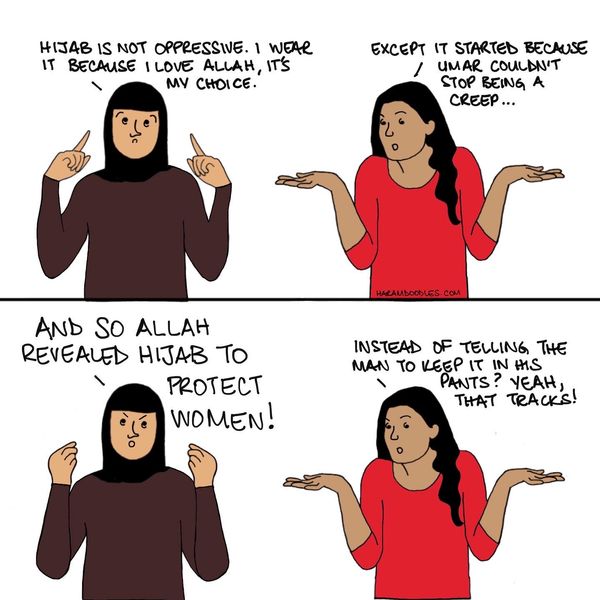 HIJAB IS NOT OPPRESSIVE. I WEAR
IT BECAUSE I LOVE ALLAH, IT'S
MY CHOICE.
EXCEPT IT STARTED BECAUSE
UMAR COULDN'T
STOP BEING A
CREEP...
HARAMDOODLES.COM
AND SO ALLAH
REVEALED HIJAB TO
PROTECT
WOMEN!
INSTEAD OF TELLING THE
MAN TO KEEP IT IN HIS
PANTS? YEAH,
THAT TRACKS!